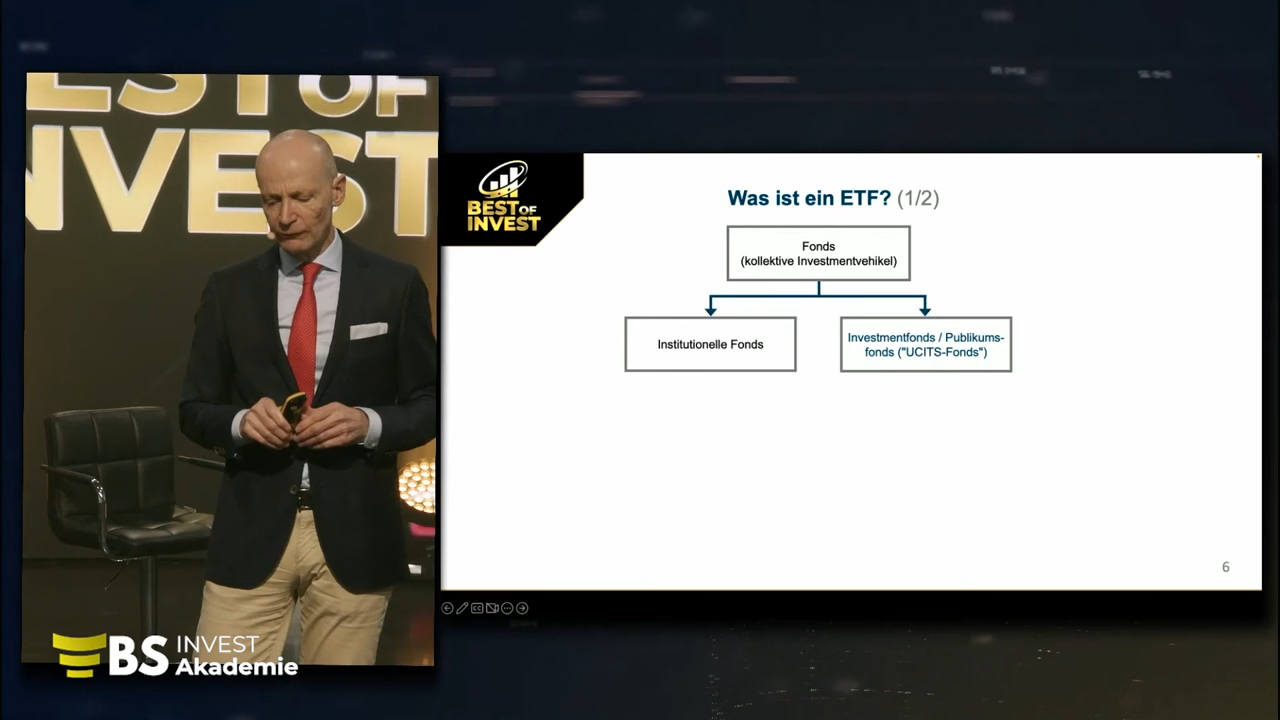 EST OF
INVEST
BS INVEST
Akademie
BEST OF
INVEST
Was ist ein ETF? (1/2)
Fonds
(kollektive Investmentvehikel)
Institutionelle Fonds
Investmentfonds / Publikums-
fonds ("UCITS-Fonds")
6